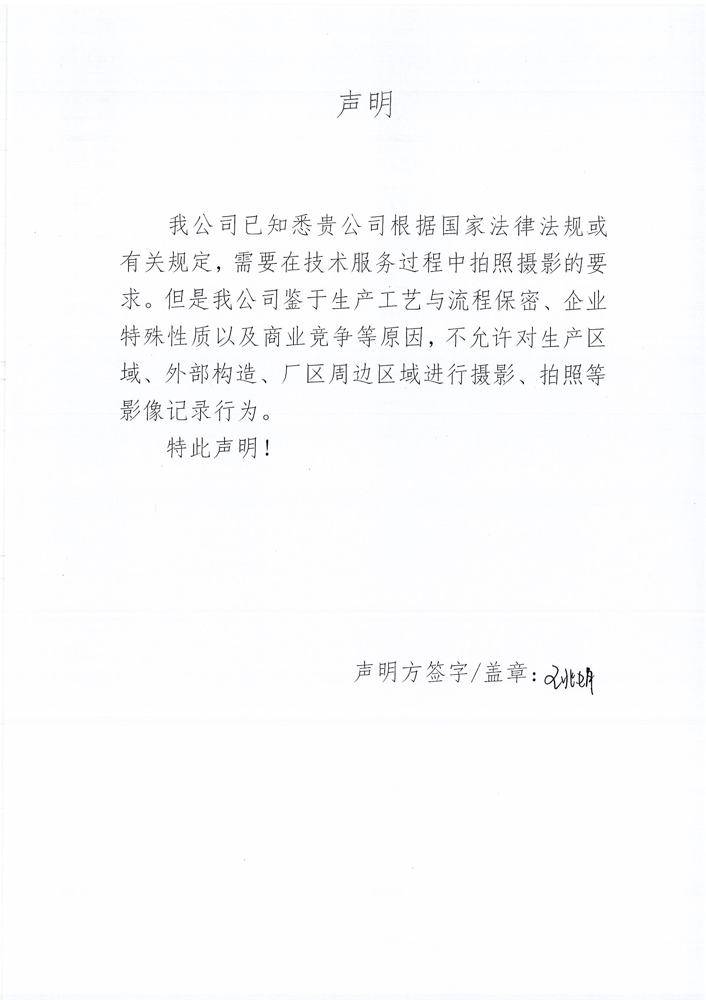 声明
我公司已知悉贵公司根据国家法律法规或
有关规定，需要在技术服务过程中拍照摄影的要
求。但是我公司鉴于生产工艺与流程保密、企业
特殊性质以及商业竞争等原因，不允许对生产区
域、外部构造、厂区周边区域进行摄影、拍照等
影像记录行为。
特此声明！
声明方签字/盖章：